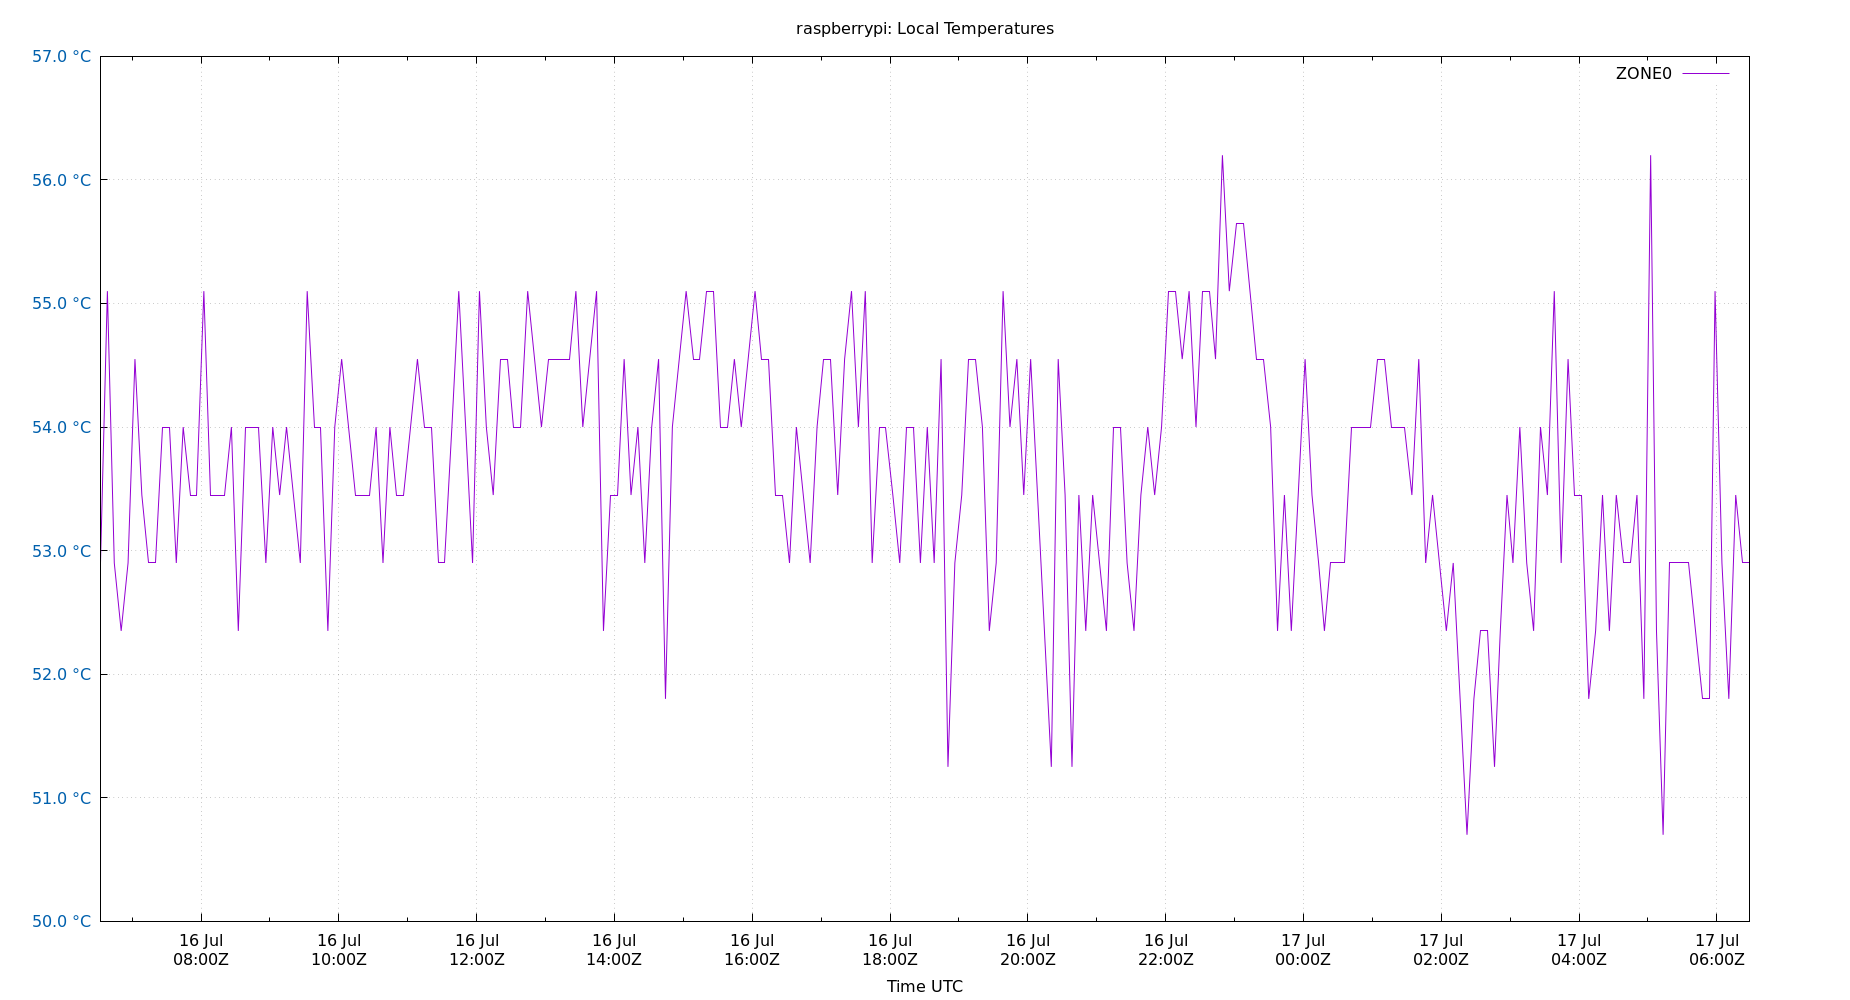 raspberrypi: Local Temperatures
57.0 °C
ZONE0
56.0 °C
55.0 °C
54.0 °C
53.0 °C
52.0 °C
51.0 °C
50.0 °C
16 Jul 16 Jul 16 Jul 16 Jul 16 Jul 16 Jul 16 Jul 16 Jul 17 Jul 17 Jul 17 Jul 17 Jul
08:00Z 10:00Z 12:00Z 14:00Z 16:00Z 18:00Z 20:00Z 22:00Z 00:00Z 02:00Z 04:00Z 06:00Z
Time UTC